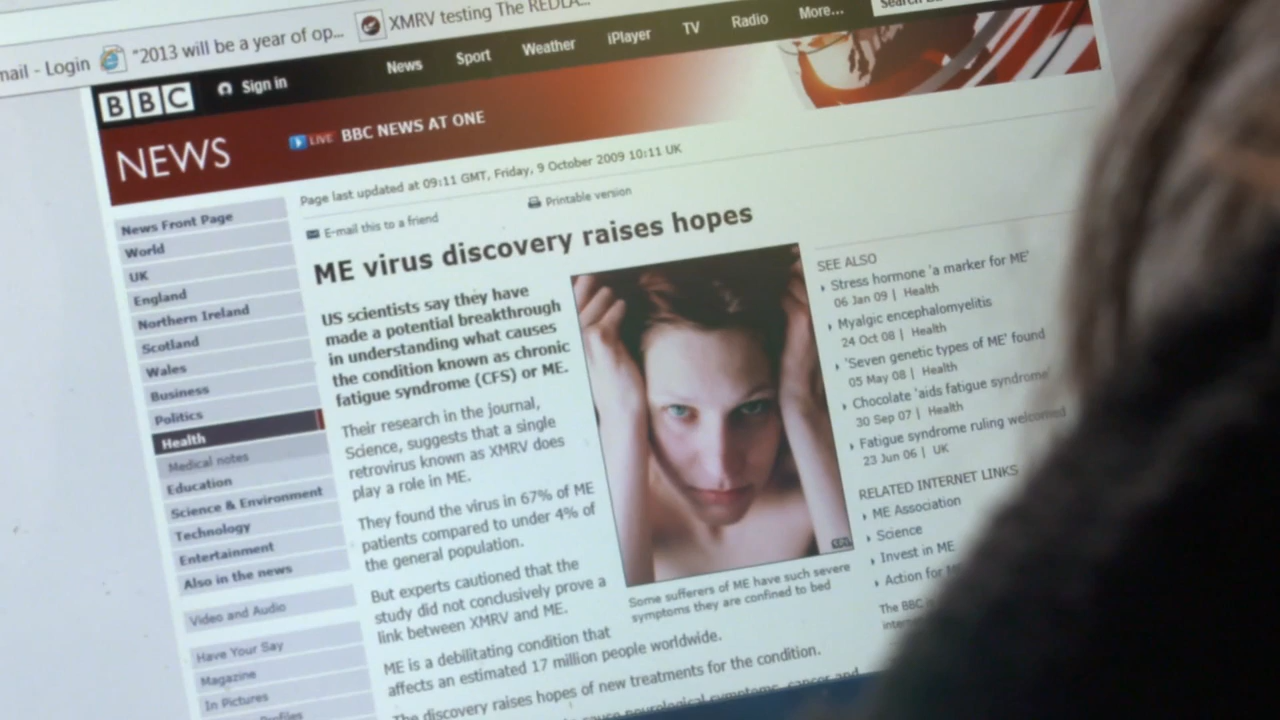 mail - Login
"2013 will be a year of op...
XMRV testing The REDLA...
BBC
Sign in
News
Sport
Weather
iPlayer
TV
Radio
More...
Search
NEWS
LIVE BBC NEWS AT ONE
Page last updated at 09:11 GMT, Friday, 9 October 2009 10:11 UK
E-mail this to a friend
Printable version
News Front Page
World
UK
England
Northern Ireland
Scotland
Wales
Business
Politics
Health
Medical notes
Education
Science & Environment
Technology
Entertainment
Also in the news
Video and Audio
Have Your Say
Magazine
In Pictures
ME virus discovery raises hopes
US scientists say they have
made a potential breakthrough
in understanding what causes
the condition known as chronic
fatigue syndrome (CFS) or ME.
Their research in the journal,
Science, suggests that a single
retrovirus known as XMRV does
play a role in ME.
They found the virus in 67% of ME
patients compared to under 4% of
the general population.
But experts cautioned that the
study did not conclusively prove a
link between XMRV and ME.
ME is a debilitating condition that
affects an estimated 17 million people worldwide.
The discovery raises hopes of new treatments for the condition.
neurological symptoms, cancer and
Some sufferers of ME have such severe
symptoms they are confined to bed
SEE ALSO
Stress hormone 'a marker for ME'
06 Jan 09 | Health
Myalgic encephalomyelitis
24 Oct 08 | Health
'Seven genetic types of ME' found
05 May 08 | Health
Chocolate 'aids fatigue syndrome'
30 Sep 07 | Health
Fatigue syndrome ruling welcomed
23 Jun 06 | UK
RELATED INTERNET LINKS
ME Association
Science
Invest in ME
Action for
The BBC